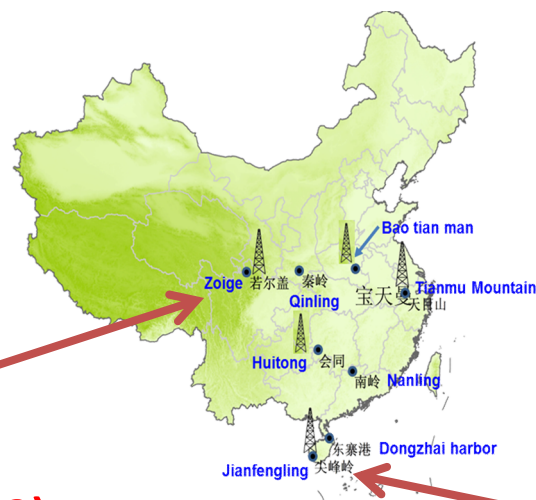 Bao tian man
Zoige 若尔盖
秦岭
Qinling
宝天曼
Tianmu Mountain
天目山
Huitong
会同
南岭 Nanling
东寨港 Dongzhai harbor
Jianfengling 尖峰岭